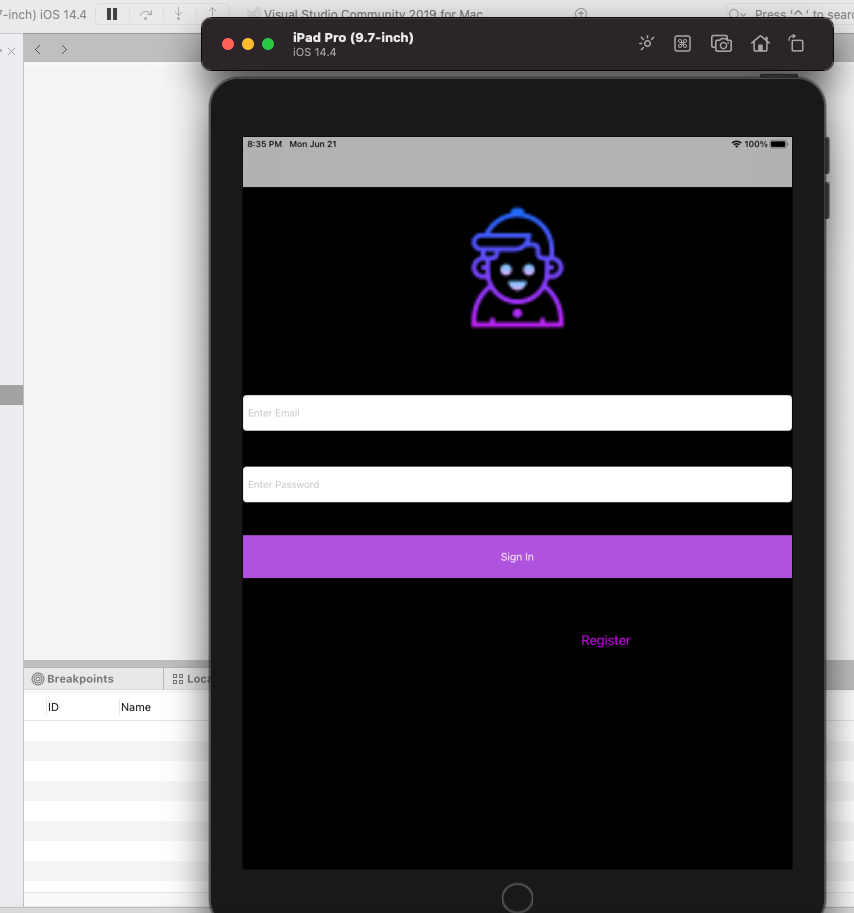 7-inch) iOS 14.4
Visual Studio Community 2019 for Mac
Press '^.' to sear
iPad Pro (9.7-inch)
iOS 14.4
8:35 PM Mon Jun 21
100%
Enter Email
Enter Password
Sign In
Register
Breakpoints
Loca
ID
Name